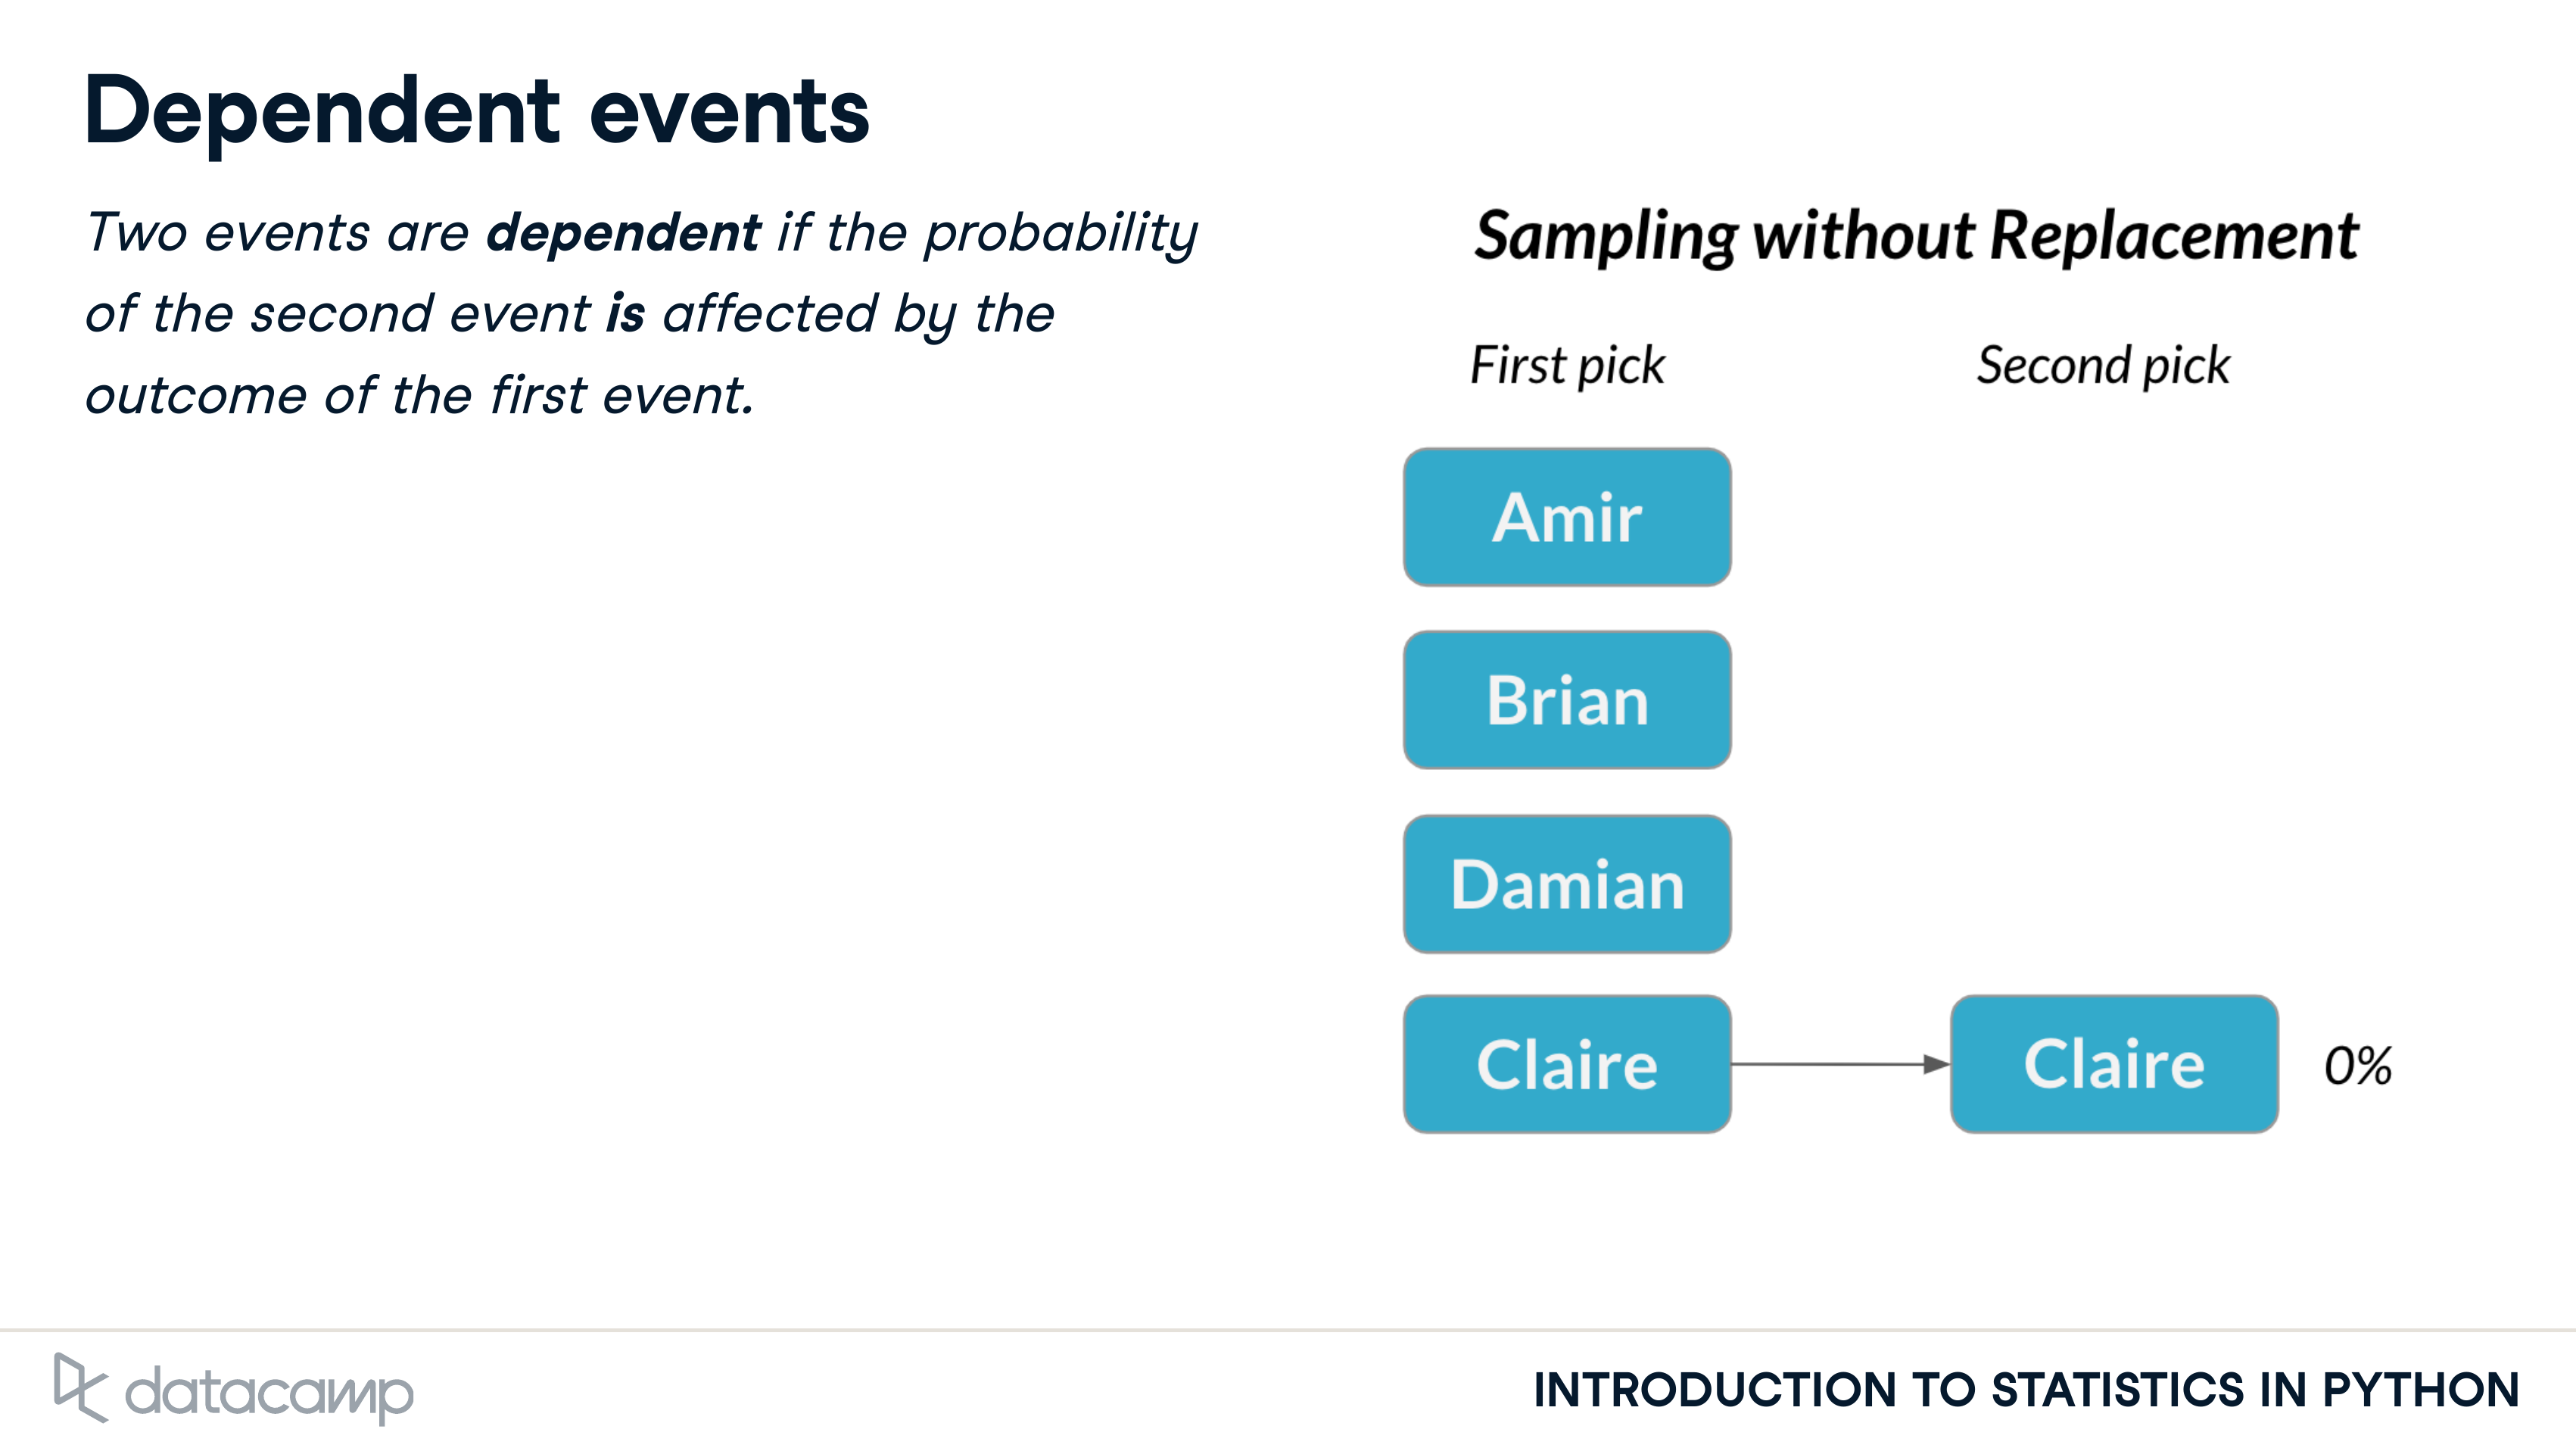 Dependent events
Two events are dependent if the probability
of the second event is affected by the
outcome of the first event.
Sampling without Replacement
First pick
Second pick
Amir
Brian
Damian
Claire
Claire
0%
datacamp
INTRODUCTION TO STATISTICS IN PYTHON